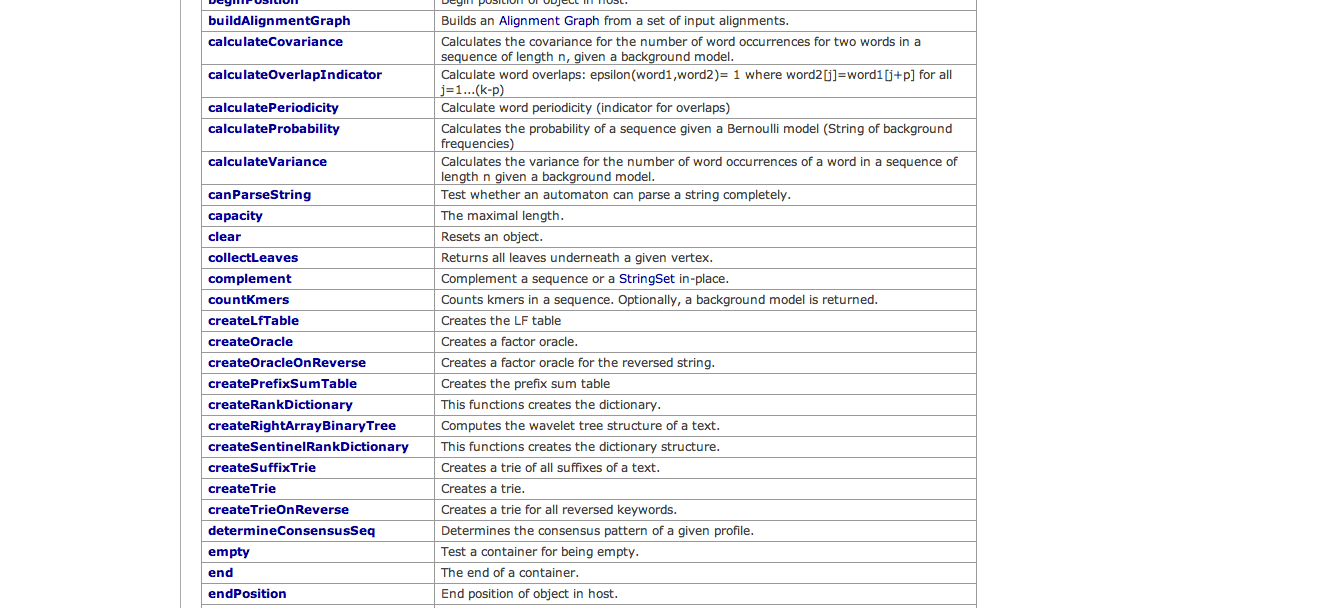 beginPosition Begin position of object in host.
buildAlignmentGraph Builds an Alignment Graph from a set of input alignments.
calculateCovariance Calculates the covariance for the number of word occurrences for two words in a
sequence of length n, given a background model.
calculateOverlapIndicator Calculate word overlaps: epsilon(word1,word2)= 1 where word2[j]=word1[j+p] for all
j=1...(k-p)
calculatePeriodicity Calculate word periodicity (indicator for overlaps)
calculateProbability Calculates the probability of a sequence given a Bernoulli model (String of background
frequencies)
calculateVariance Calculates the variance for the number of word occurrences of a word in a sequence of
length n given a background model.
canParseString Test whether an automaton can parse a string completely.
capacity The maximal length.
clear Resets an object.
collectLeaves Returns all leaves underneath a given vertex.
complement Complement a sequence or a StringSet in-place.
countKmers Counts kmers in a sequence. Optionally, a background model is returned.
createLfTable Creates the LF table
createOracle Creates a factor oracle.
createOracleOnReverse Creates a factor oracle for the reversed string.
createPrefixSumTable Creates the prefix sum table
createRankDictionary This functions creates the dictionary.
createRightArrayBinaryTree Computes the wavelet tree structure of a text.
createSentinelRankDictionary This functions creates the dictionary structure.
createSuffixTrie Creates a trie of all suffixes of a text.
createTrie Creates a trie.
createTrieOnReverse Creates a trie for all reversed keywords.
determineConsensusSeq Determines the consensus pattern of a given profile.
empty Test a container for being empty.
end The end of a container.
endPosition End position of object in host.